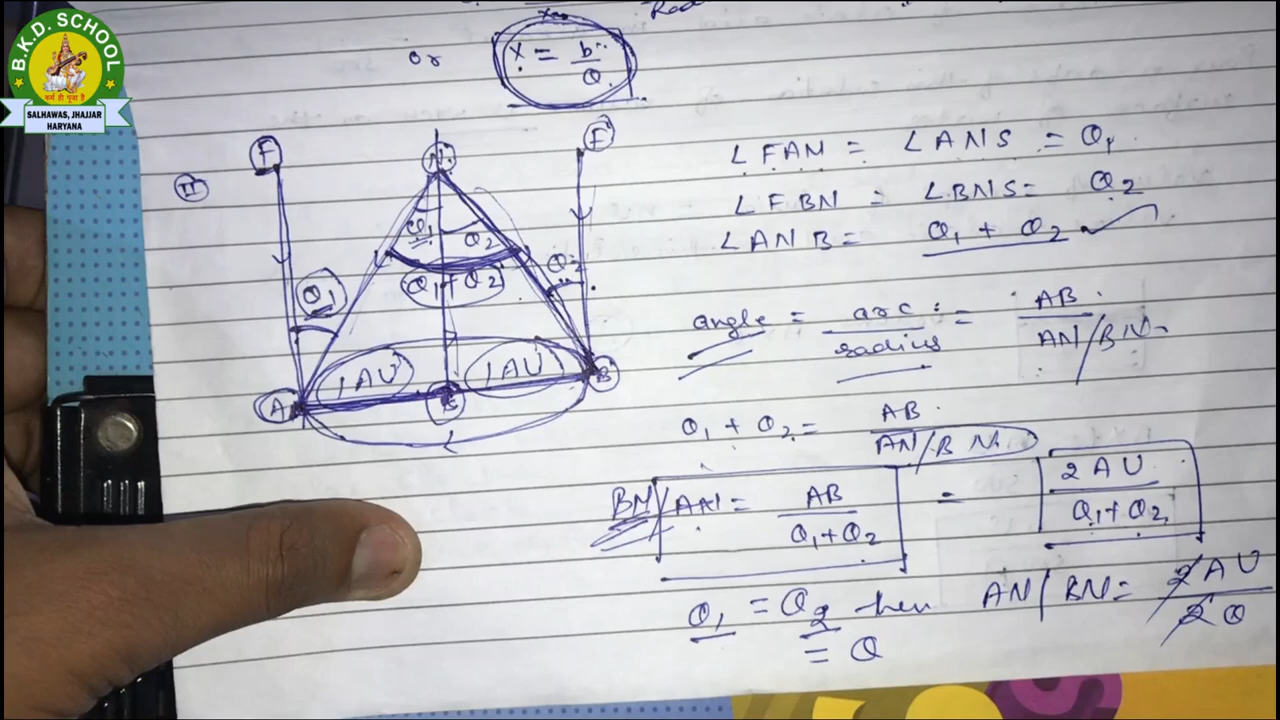 B.K.D. SCHOOL
कर्म ही पूजा है
SALHAWAS, JHAJJAR
HARYANA
or x = b / θ
II
F
N
F
θ1
θ2
θ1 + θ2
θ1
θ2
1AU
1AU
A
S
B
∠FAN = ∠ANS = θ1
∠FBN = ∠BNS = θ2
∠ANB = θ1 + θ2
angle = arc / radius = AB / AN/BN
θ1 + θ2 = AB / AN/BN
BN/AN = AB / θ1+θ2 = 2AU / θ1+θ2
θ1 = θ2 then AN/BN = 2AU / 2θ
= θ